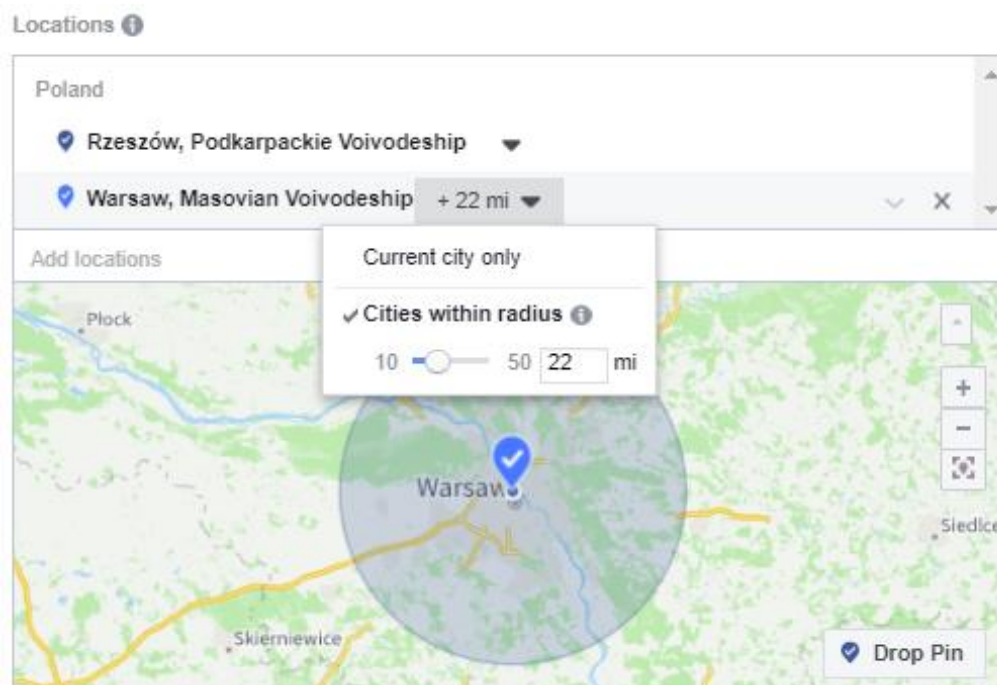 Locations
Poland
Rzeszów, Podkarpackie Voivodeship
Warsaw, Masovian Voivodeship + 22 mi
Add locations
Current city only
Cities within radius
10 50 22 mi
Płock
Warsaw
Siedlce
Skierniewice
Drop Pin